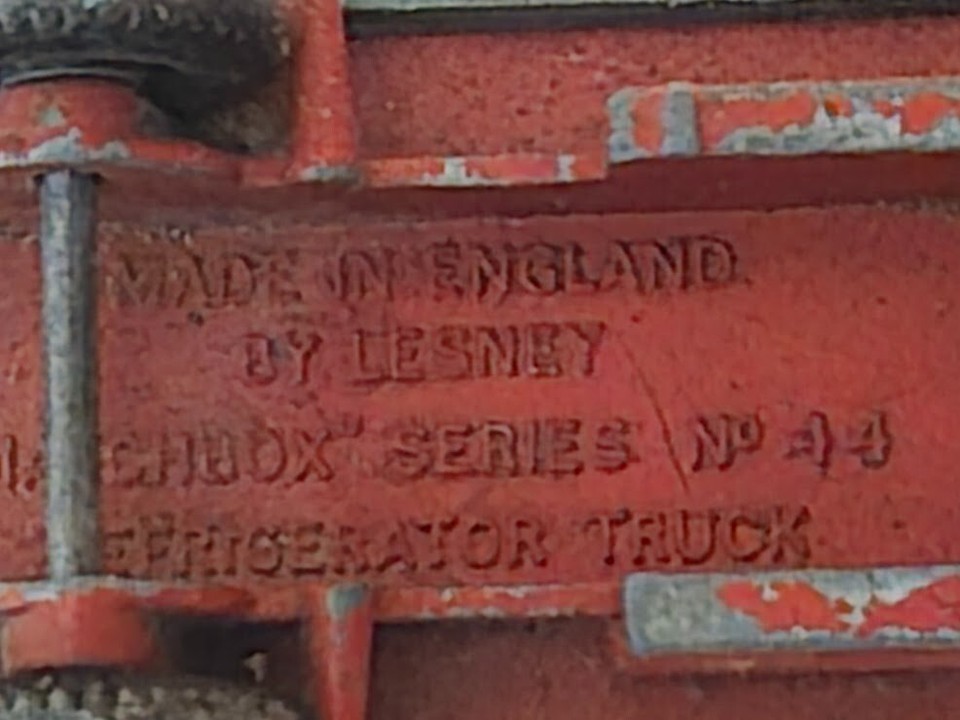 MADE IN ENGLAND
BY LESNEY
MATCHBOX" SERIES Nº 44
REFRIGERATOR TRUCK